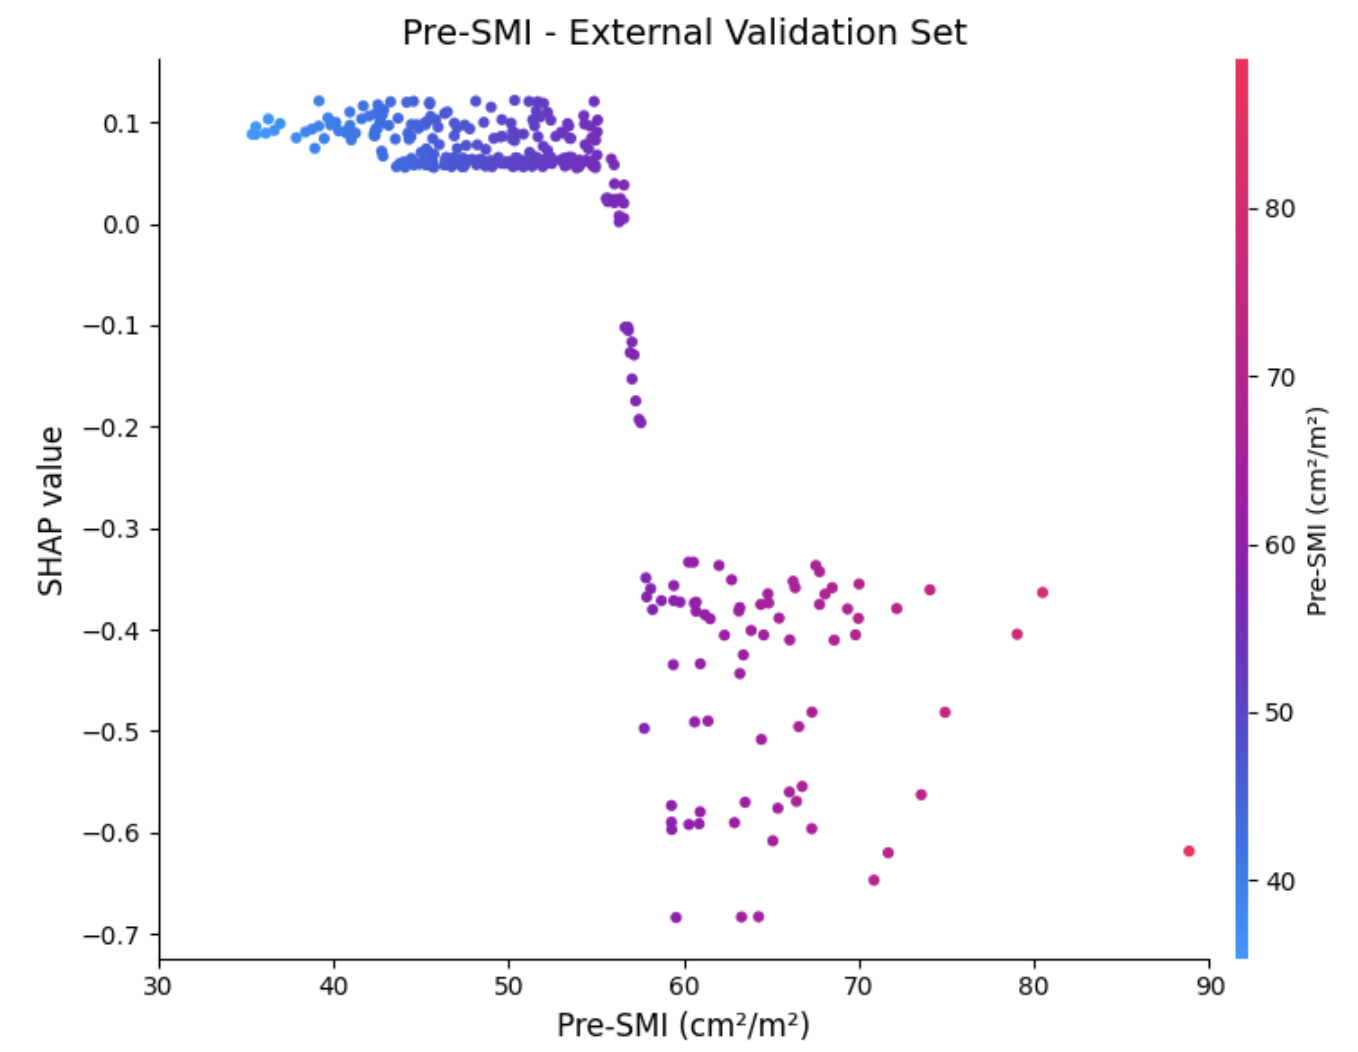 Pre-SMI - External Validation Set
0.1
0.0
−0.1
−0.2
−0.3
−0.4
−0.5
−0.6
−0.7
SHAP value
30 40 50 60 70 80 90
Pre-SMI (cm²/m²)
80
70
60
50
40
Pre-SMI (cm²/m²)